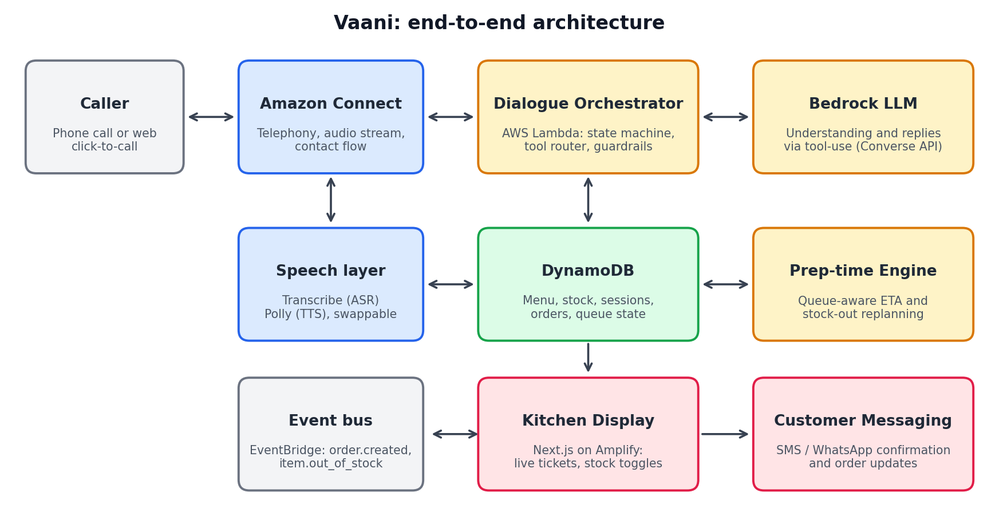 Vaani: end-to-end architecture
Caller
Phone call or web
click-to-call
Amazon Connect
Telephony, audio stream,
contact flow
Dialogue Orchestrator
AWS Lambda: state machine,
tool router, guardrails
Bedrock LLM
Understanding and replies
via tool-use (Converse API)
Speech layer
Transcribe (ASR)
Polly (TTS), swappable
DynamoDB
Menu, stock, sessions,
orders, queue state
Prep-time Engine
Queue-aware ETA and
stock-out replanning
Event bus
EventBridge: order.created,
item.out_of_stock
Kitchen Display
Next.js on Amplify:
live tickets, stock toggles
Customer Messaging
SMS / WhatsApp confirmation
and order updates